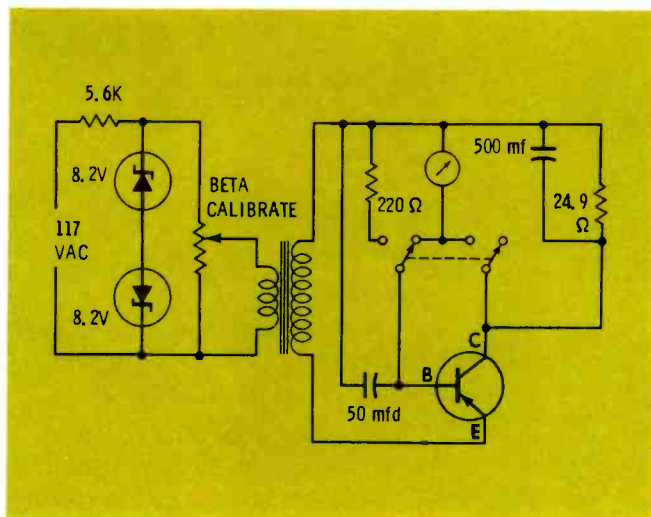 5.6K
8.2V
8.2V
117
VAC
BETA
CALIBRATE
220 Ω
500 mf
24.9
Ω
50 mfd
B
C
E